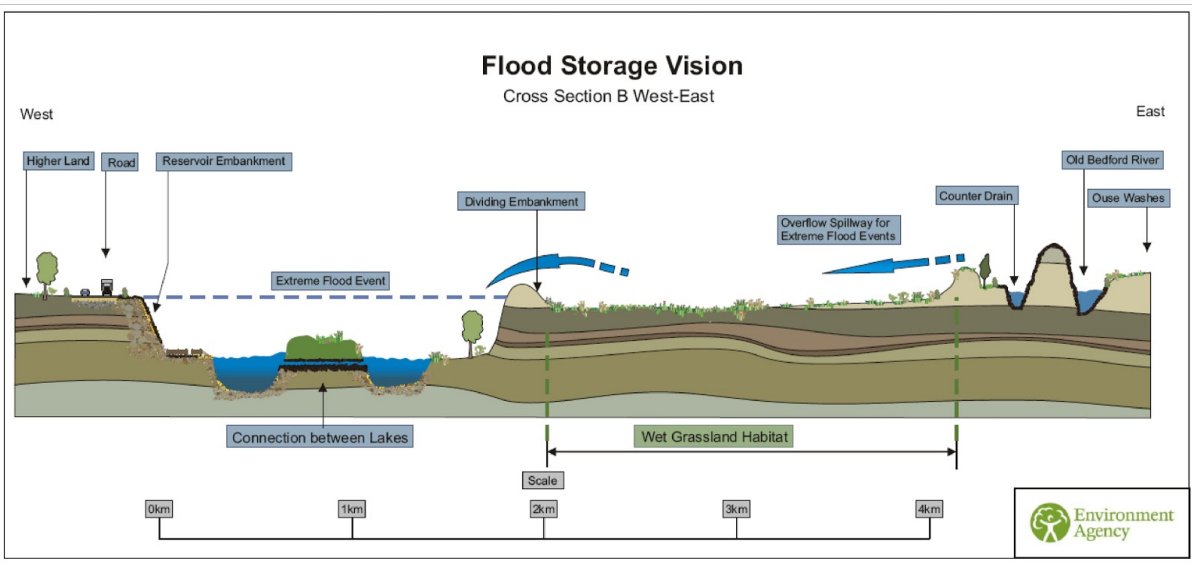 Flood Storage Vision
Cross Section B West-East
West
East
Higher Land
Road
Reservoir Embankment
Old Bedford River
Dividing Embankment
Counter Drain
Ouse Washes
Overflow Spillway for
Extreme Flood Events
Extreme Flood Event
Connection between Lakes
Wet Grassland Habitat
Scale
0km
1km
2km
3km
4km
Environment
Agency